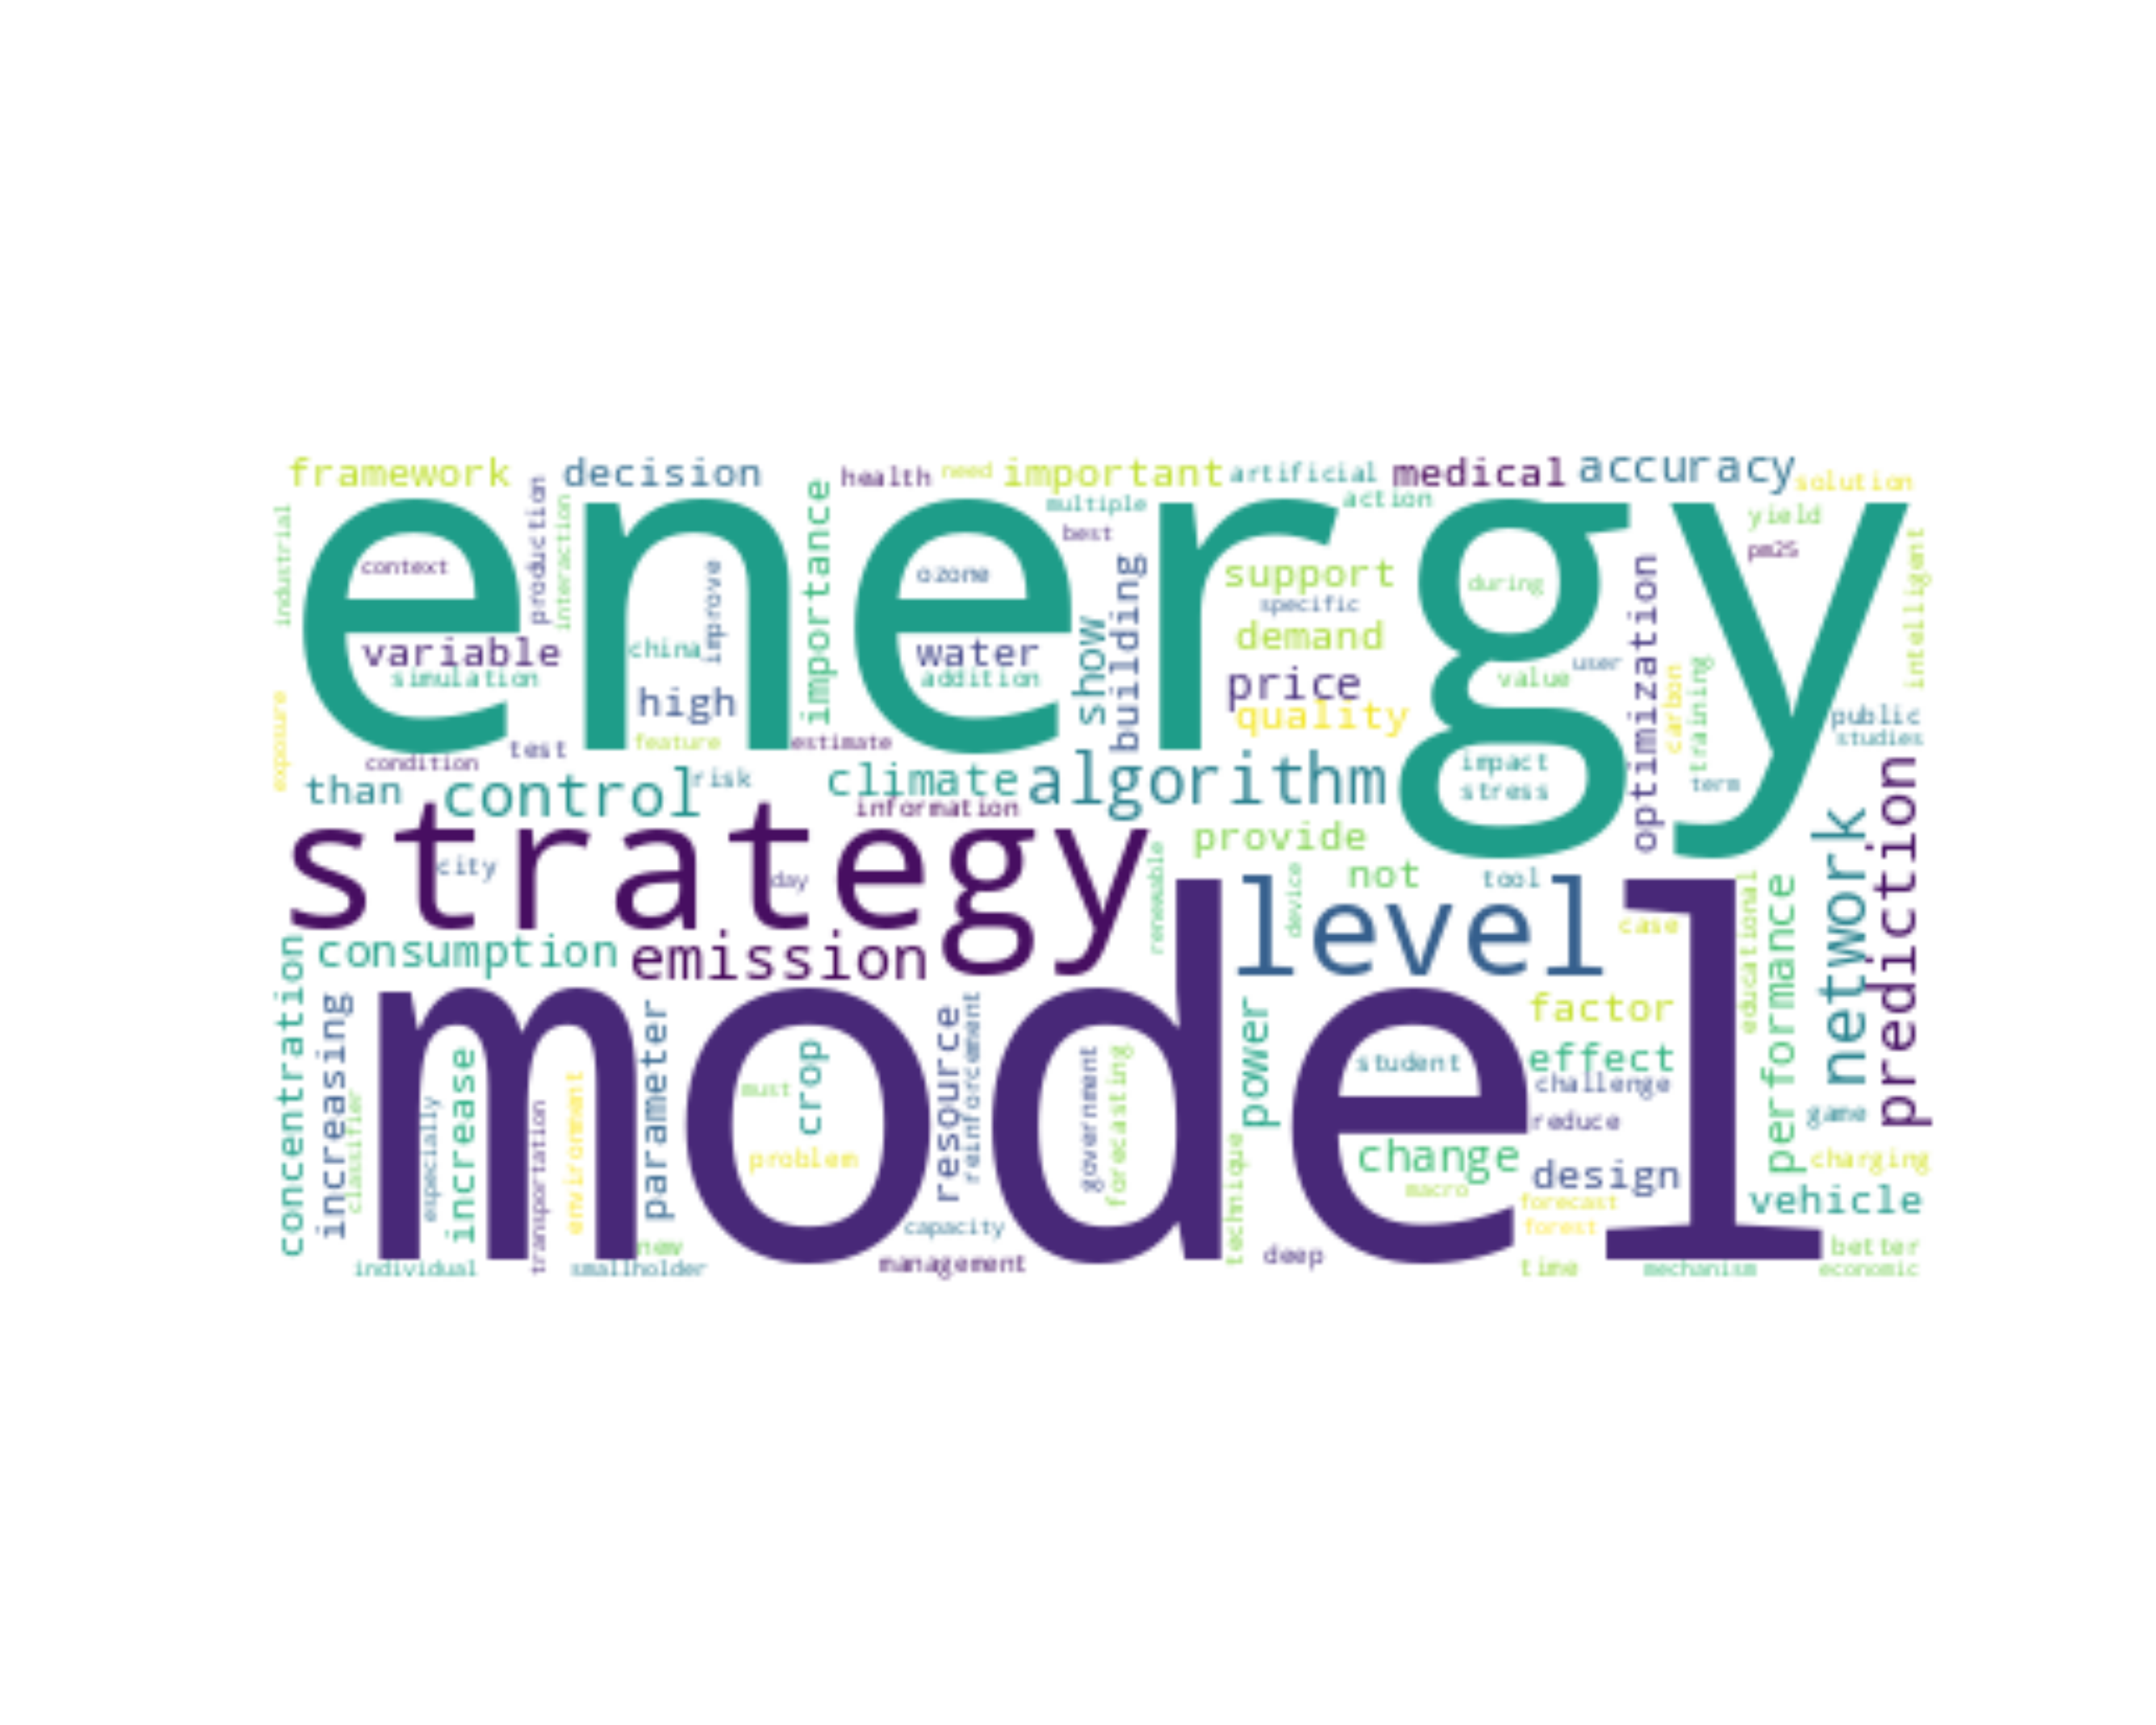 framework
decision
health
need
important
artificial
medical
accuracy
solution
multiple
action
best
yield
pm25
industrial
production
interaction
importance
energy
context
improve
ozone
support
specific
during
demand
building
show
optimization
intelligent
variable
simulation
china
water
addition
price
quality
value
user
carbon
training
high
feature
estimate
exposure
test
condition
public
studies
term
impact
stress
than
control
risk
climate
algorithm
information
strategy
city
day
provide
renewable
not
tool
device
level
case
educational
performance
network
prediction
consumption
emission
concentration
increasing
classifier
model
especially
increase
transportation
environment
parameter
must
crop
problem
resource
reinforcement
government
forecasting
power
technique
student
factor
effect
challenge
reduce
game
change
macro
design
charging
forecast
forest
vehicle
capacity
new
individual
smallholder
management
deep
time
mechanism
better
economic